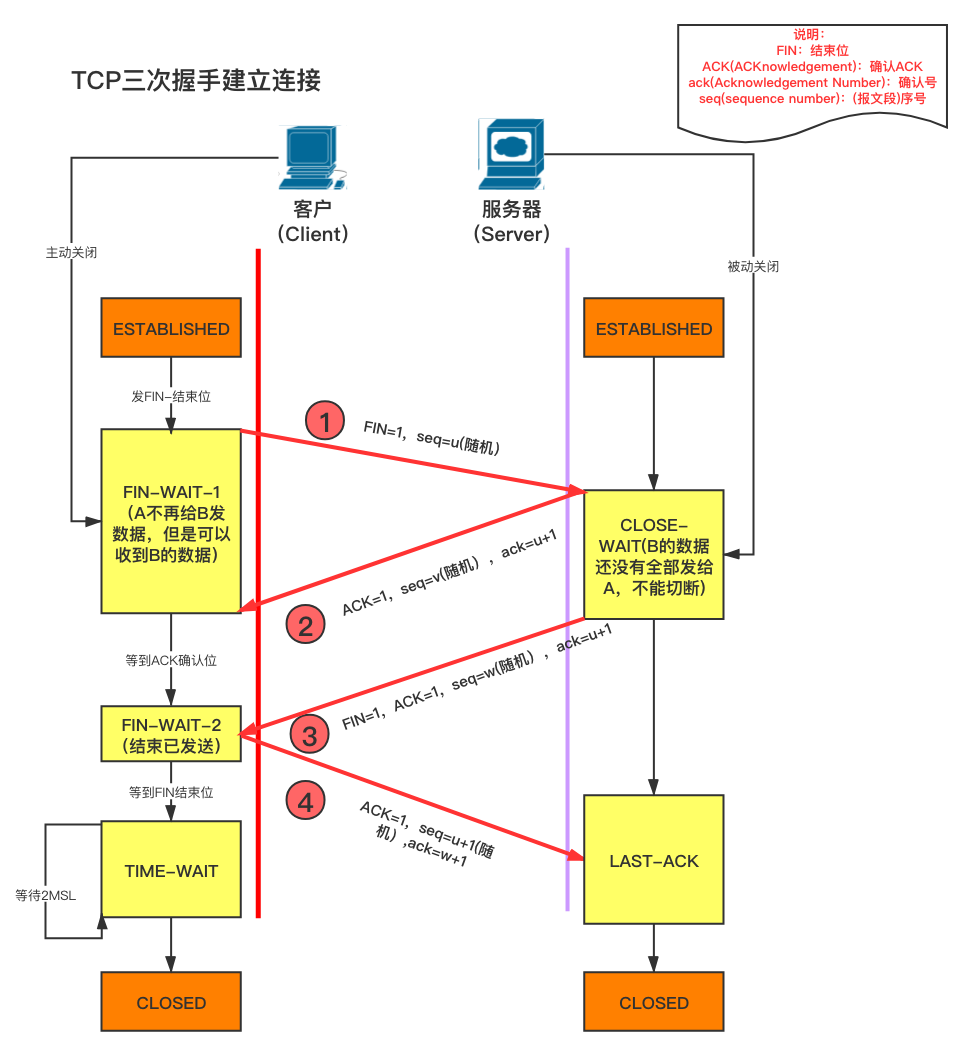 说明：
FIN：结束位
ACK(ACKnowledgement)：确认ACK
ack(Acknowledgement Number)：确认号
seq(sequence number)：(报文段)序号
TCP三次握手建立连接
客户
（Client）
服务器
（Server）
主动关闭
被动关闭
ESTABLISHED
ESTABLISHED
发FIN-结束位
1
FIN=1，seq=u(随机）
FIN-WAIT-1
（A不再给B发
数据，但是可以
收到B的数据）
CLOSE-
WAIT(B的数据
还没有全部发给
A，不能切断)
2
ACK=1，seq=v(随机），ack=u+1
等到ACK确认位
3
FIN=1，ACK=1，seq=w(随机），ack=u+1
FIN-WAIT-2
（结束已发送）
等到FIN结束位
4
ACK=1，seq=u+1(随
机）,ack=w+1
TIME-WAIT
LAST-ACK
等待2MSL
CLOSED
CLOSED